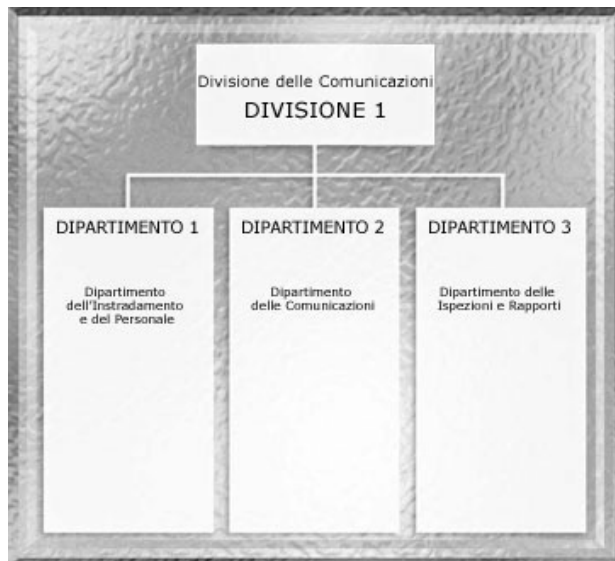 Divisione delle Comunicazioni
DIVISIONE 1
DIPARTIMENTO 1
Dipartimento
dell'Instradamento
e del Personale
DIPARTIMENTO 2
Dipartimento
delle Comunicazioni
DIPARTIMENTO 3
Dipartimento delle
Ispezioni e Rapporti